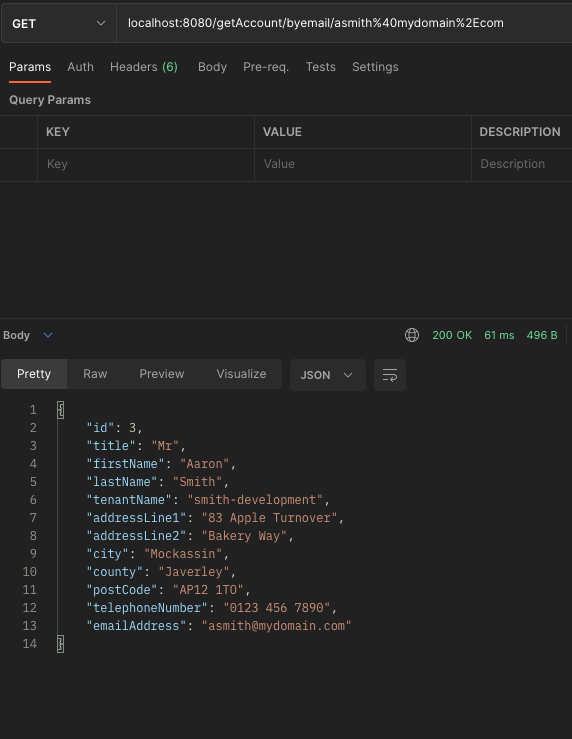 GET localhost:8080/getAccount/byemail/asmith%40mydomain%2Ecom
Params Auth Headers (6) Body Pre-req. Tests Settings
Query Params
KEY VALUE DESCRIPTION
Key Value Description
Body 200 OK 61 ms 496 B
Pretty Raw Preview Visualize JSON
1 {
2 "id": 3,
3 "title": "Mr",
4 "firstName": "Aaron",
5 "lastName": "Smith",
6 "tenantName": "smith-development",
7 "addressLine1": "83 Apple Turnover",
8 "addressLine2": "Bakery Way",
9 "city": "Mockassin",
10 "county": "Javerley",
11 "postCode": "AP12 1TO",
12 "telephoneNumber": "0123 456 7890",
13 "emailAddress": "asmith@mydomain.com"
14 }